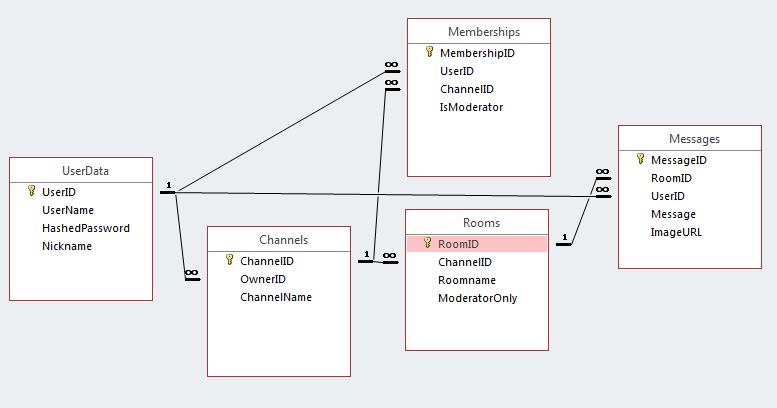 Memberships
MembershipID
UserID
ChannelID
IsModerator
Messages
MessageID
RoomID
UserID
Message
ImageURL
UserData
UserID
UserName
HashedPassword
Nickname
Channels
ChannelID
OwnerID
ChannelName
Rooms
RoomID
ChannelID
Roomname
ModeratorOnly
1
∞
∞
∞
∞
1
∞
1
∞